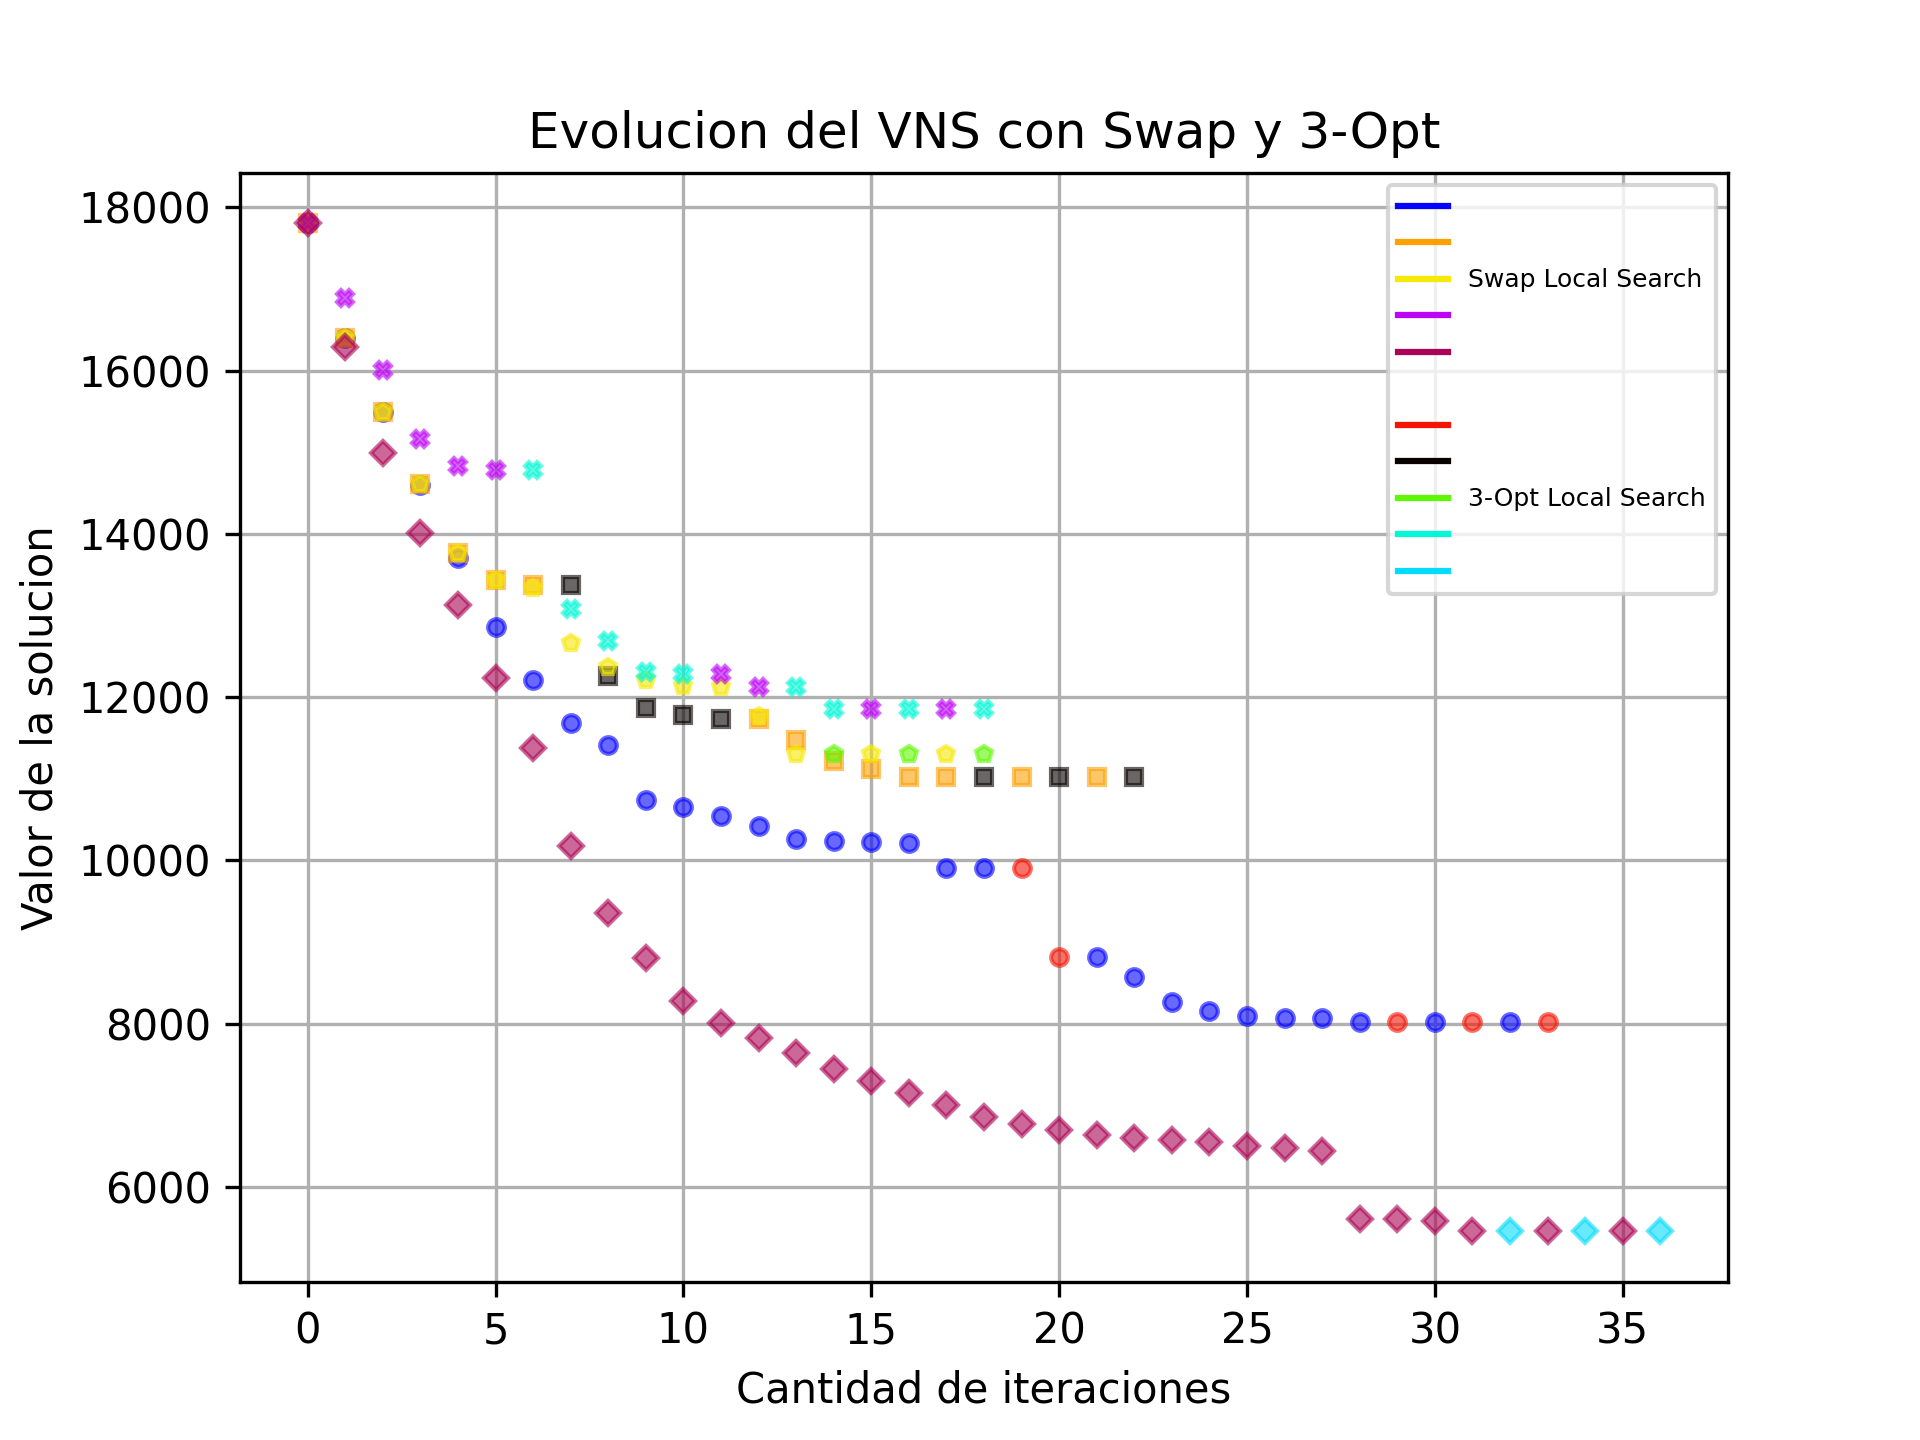 Evolucion del VNS con Swap y 3-Opt
18000
16000
14000
12000
10000
8000
6000
Valor de la solucion
Swap Local Search
3-Opt Local Search
0 5 10 15 20 25 30 35
Cantidad de iteraciones